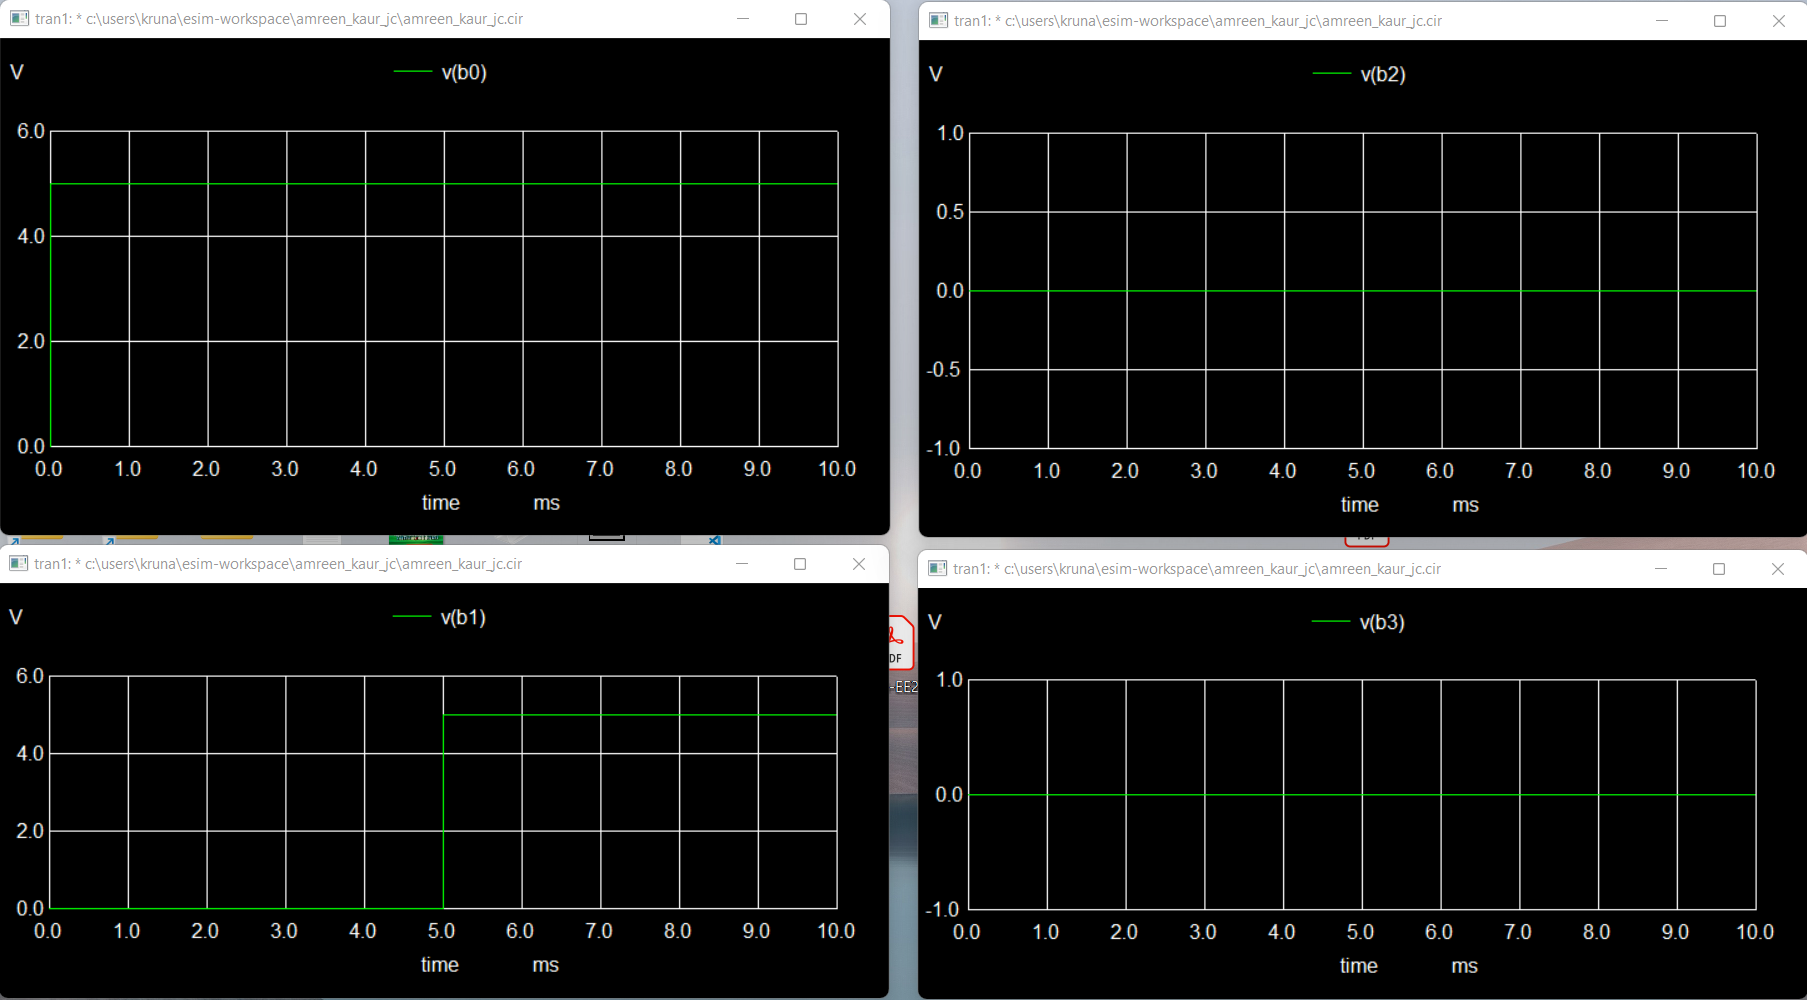 tran1: * c:\users\kruna\esim-workspace\amreen_kaur_jc\amreen_kaur_jc.cir
V
v(b0)
6.0
4.0
2.0
0.0
0.0 1.0 2.0 3.0 4.0 5.0 6.0 7.0 8.0 9.0 10.0
time ms
tran1: * c:\users\kruna\esim-workspace\amreen_kaur_jc\amreen_kaur_jc.cir
V
v(b2)
1.0
0.5
0.0
-0.5
-1.0
0.0 1.0 2.0 3.0 4.0 5.0 6.0 7.0 8.0 9.0 10.0
time ms
tran1: * c:\users\kruna\esim-workspace\amreen_kaur_jc\amreen_kaur_jc.cir
V
v(b1)
6.0
4.0
2.0
0.0
0.0 1.0 2.0 3.0 4.0 5.0 6.0 7.0 8.0 9.0 10.0
time ms
DF
-EE2
tran1: * c:\users\kruna\esim-workspace\amreen_kaur_jc\amreen_kaur_jc.cir
V
v(b3)
1.0
0.0
-1.0
0.0 1.0 2.0 3.0 4.0 5.0 6.0 7.0 8.0 9.0 10.0
time ms